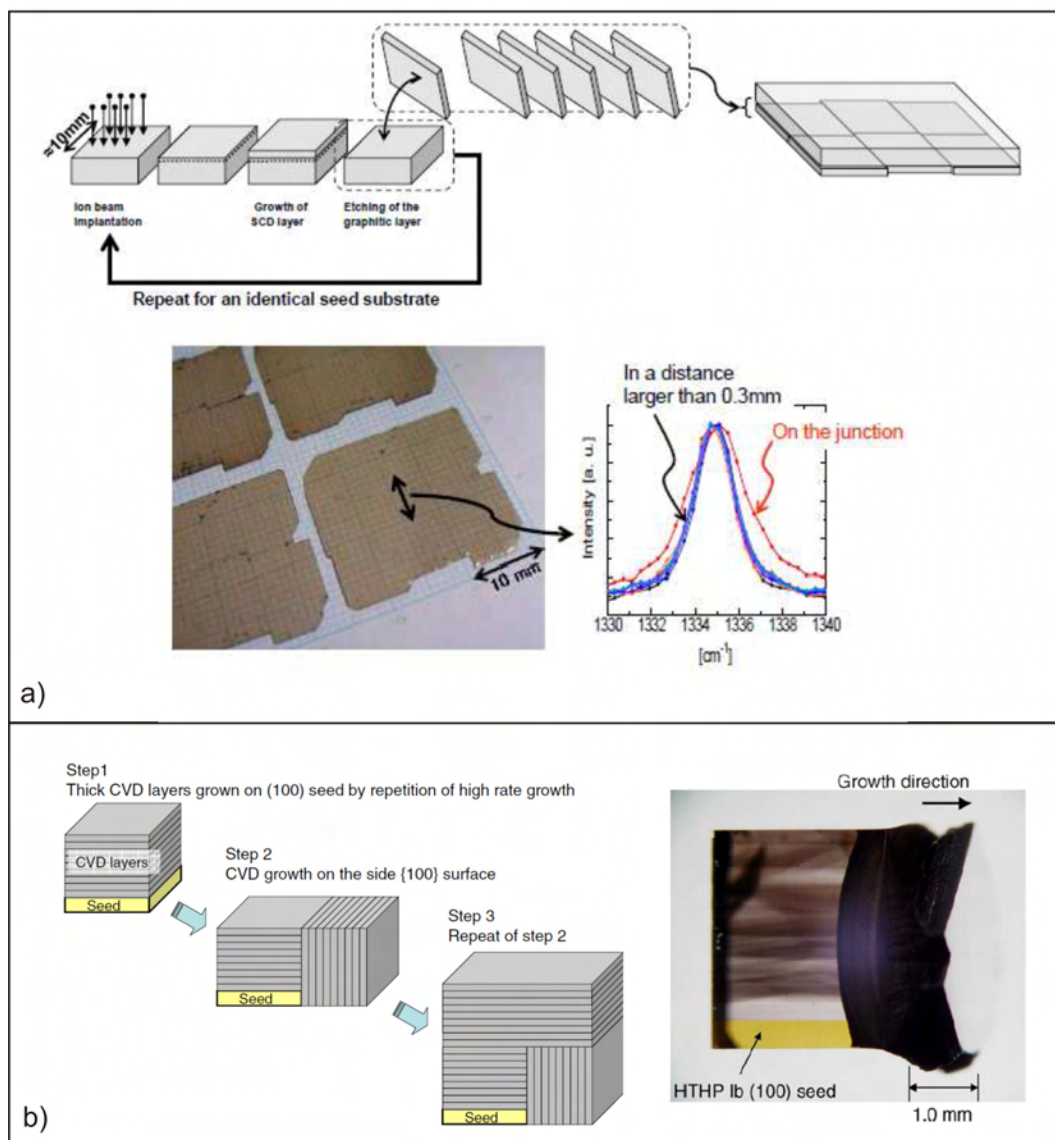 ≈10mm
Ion beam
Implantation
Growth of
SCD layer
Etching of the
graphitic layer
Repeat for an identical seed substrate
10 mm
In a distance
larger than 0.3mm
On the junction
Intensity [a. u.]
1330 1332 1334 1336 1338 1340
[cm⁻¹]
a)
Step1
Thick CVD layers grown on (100) seed by repetition of high rate growth
CVD layers
Seed
Step 2
CVD growth on the side {100} surface
Seed
Step 3
Repeat of step 2
Seed
Growth direction
HTHP Ib (100) seed
1.0 mm
b)